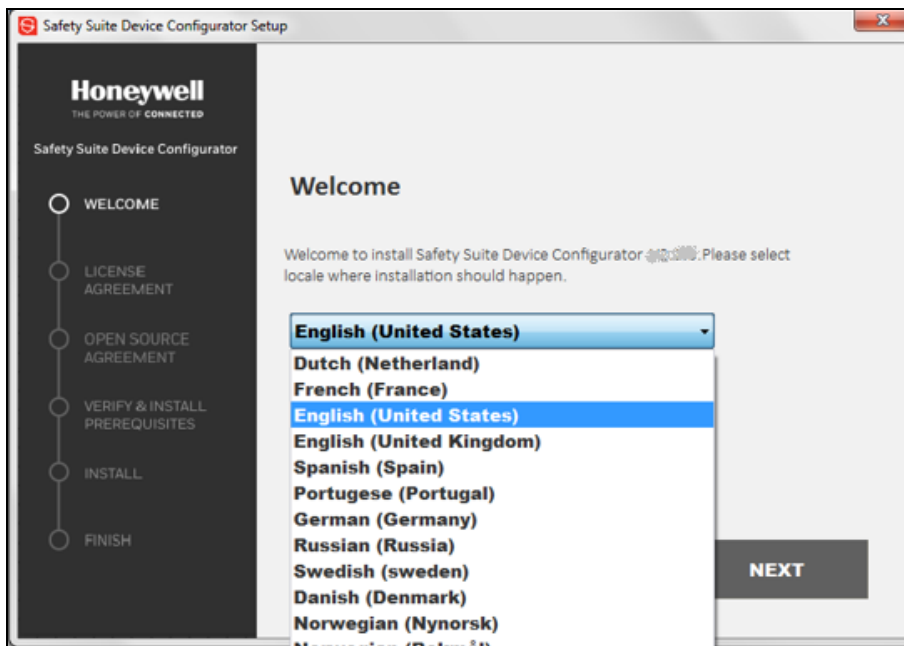 Safety Suite Device Configurator Setup
Honeywell
THE POWER OF CONNECTED
Safety Suite Device Configurator
WELCOME
LICENSE
AGREEMENT
OPEN SOURCE
AGREEMENT
VERIFY & INSTALL
PREREQUISITES
INSTALL
FINISH
Welcome
Welcome to install Safety Suite Device Configurator .Please select
locale where installation should happen.
English (United States)
Dutch (Netherland)
French (France)
English (United States)
English (United Kingdom)
Spanish (Spain)
Portugese (Portugal)
German (Germany)
Russian (Russia)
Swedish (sweden)
Danish (Denmark)
Norwegian (Nynorsk)
NEXT